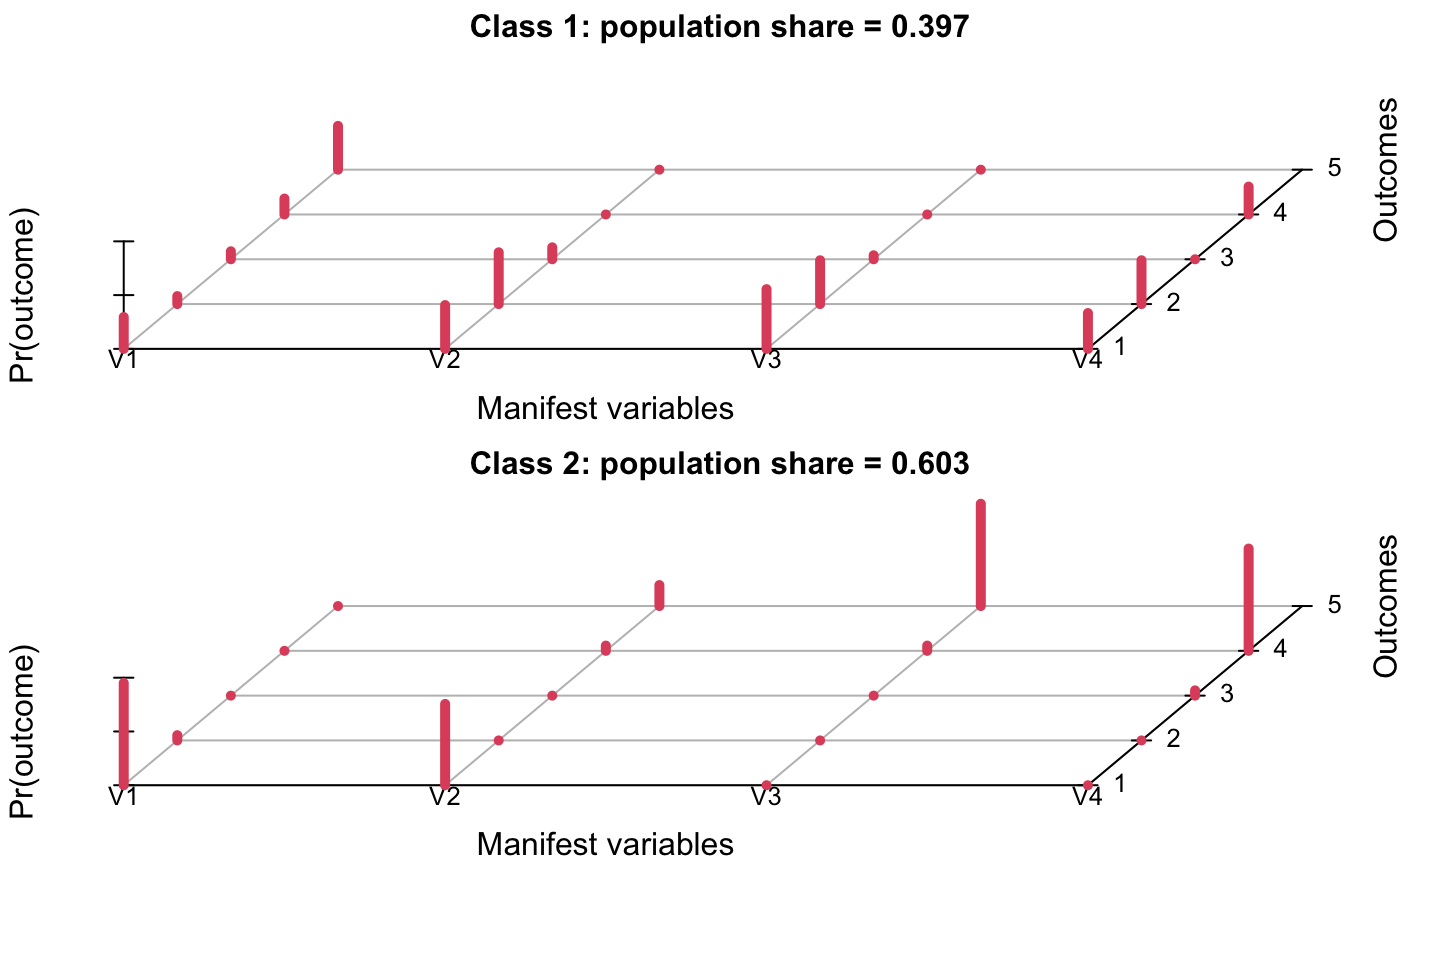 Class 1: population share = 0.397
Outcomes
5
4
3
2
1
Pr(outcome)
V1 V2 V3 V4
Manifest variables
Class 2: population share = 0.603
Outcomes
5
4
3
2
1
Pr(outcome)
V1 V2 V3 V4
Manifest variables